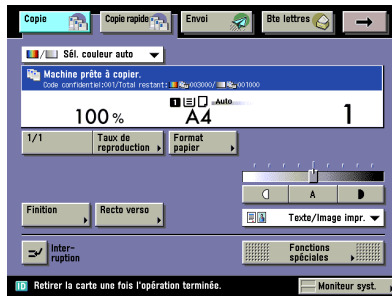 Copie
Copie rapide
Envoi
Bte lettres
Sél. couleur auto
Machine prête à copier.
Code confidentiel:001/Total restant: 003000/ 001000
100 %
1 Auto
A4
1
1/1
Taux de
reproduction
Format
papier
A
Finition
Recto verso
Texte/Image impr.
Inter-
ruption
Fonctions
spéciales
ID Retirer la carte une fois l'opération terminée.
Moniteur syst.